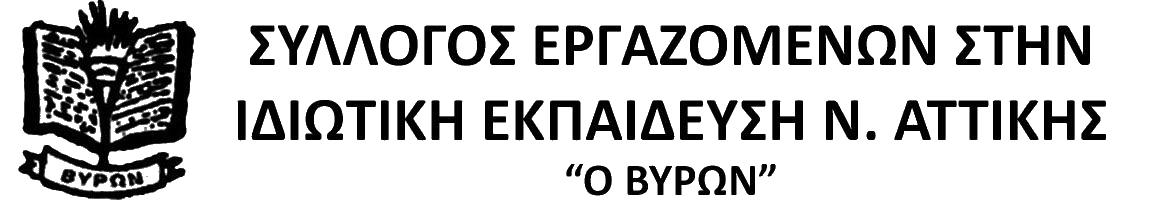 ΣΥΛΛΟΓΟΣ ΕΡΓΑΖΟΜΕΝΩΝ ΣΤΗΝ
ΙΔΙΩΤΙΚΗ ΕΚΠΑΙΔΕΥΣΗ Ν. ΑΤΤΙΚΗΣ
“Ο ΒΥΡΩΝ”
ΒΥΡΩΝ